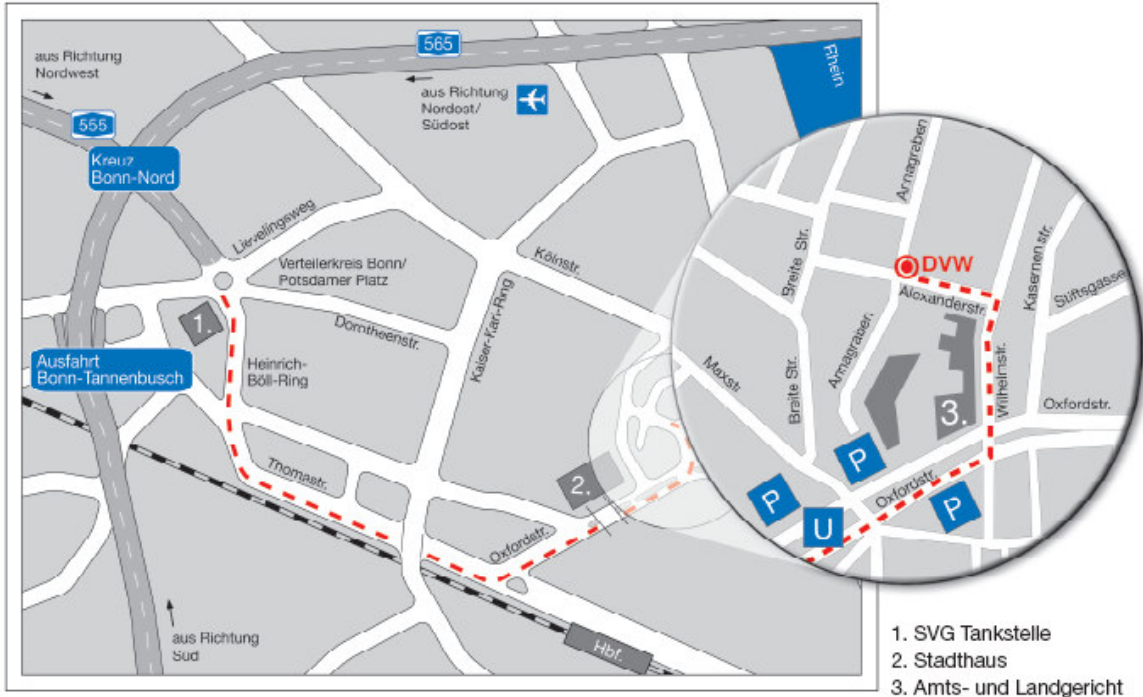 565
aus Richtung
Nordwest
aus Richtung
Nordost/
Südost
Rhein
555
Kreuz
Bonn-Nord
Lievelingsweg
Verteilerkreis Bonn/
Potsdamer Platz
Kölnstr.
Dorotheenstr.
Kaiser-Karl-Ring
1.
Ausfahrt
Bonn-Tannenbusch
Heinrich-
Böll-Ring
Thomastr.
2.
Oxfordstr.
aus Richtung
Süd
Hbf.
Annagraben
Breite Str.
DVW
Kasernenstr.
Stiftsgasse
Alexanderstr.
Annagraben
Maxstr.
Breite Str.
Wilhelmstr.
3.
Oxfordstr.
P
P
U
Oxfordstr.
P
1. SVG Tankstelle
2. Stadthaus
3. Amts- und Landgericht